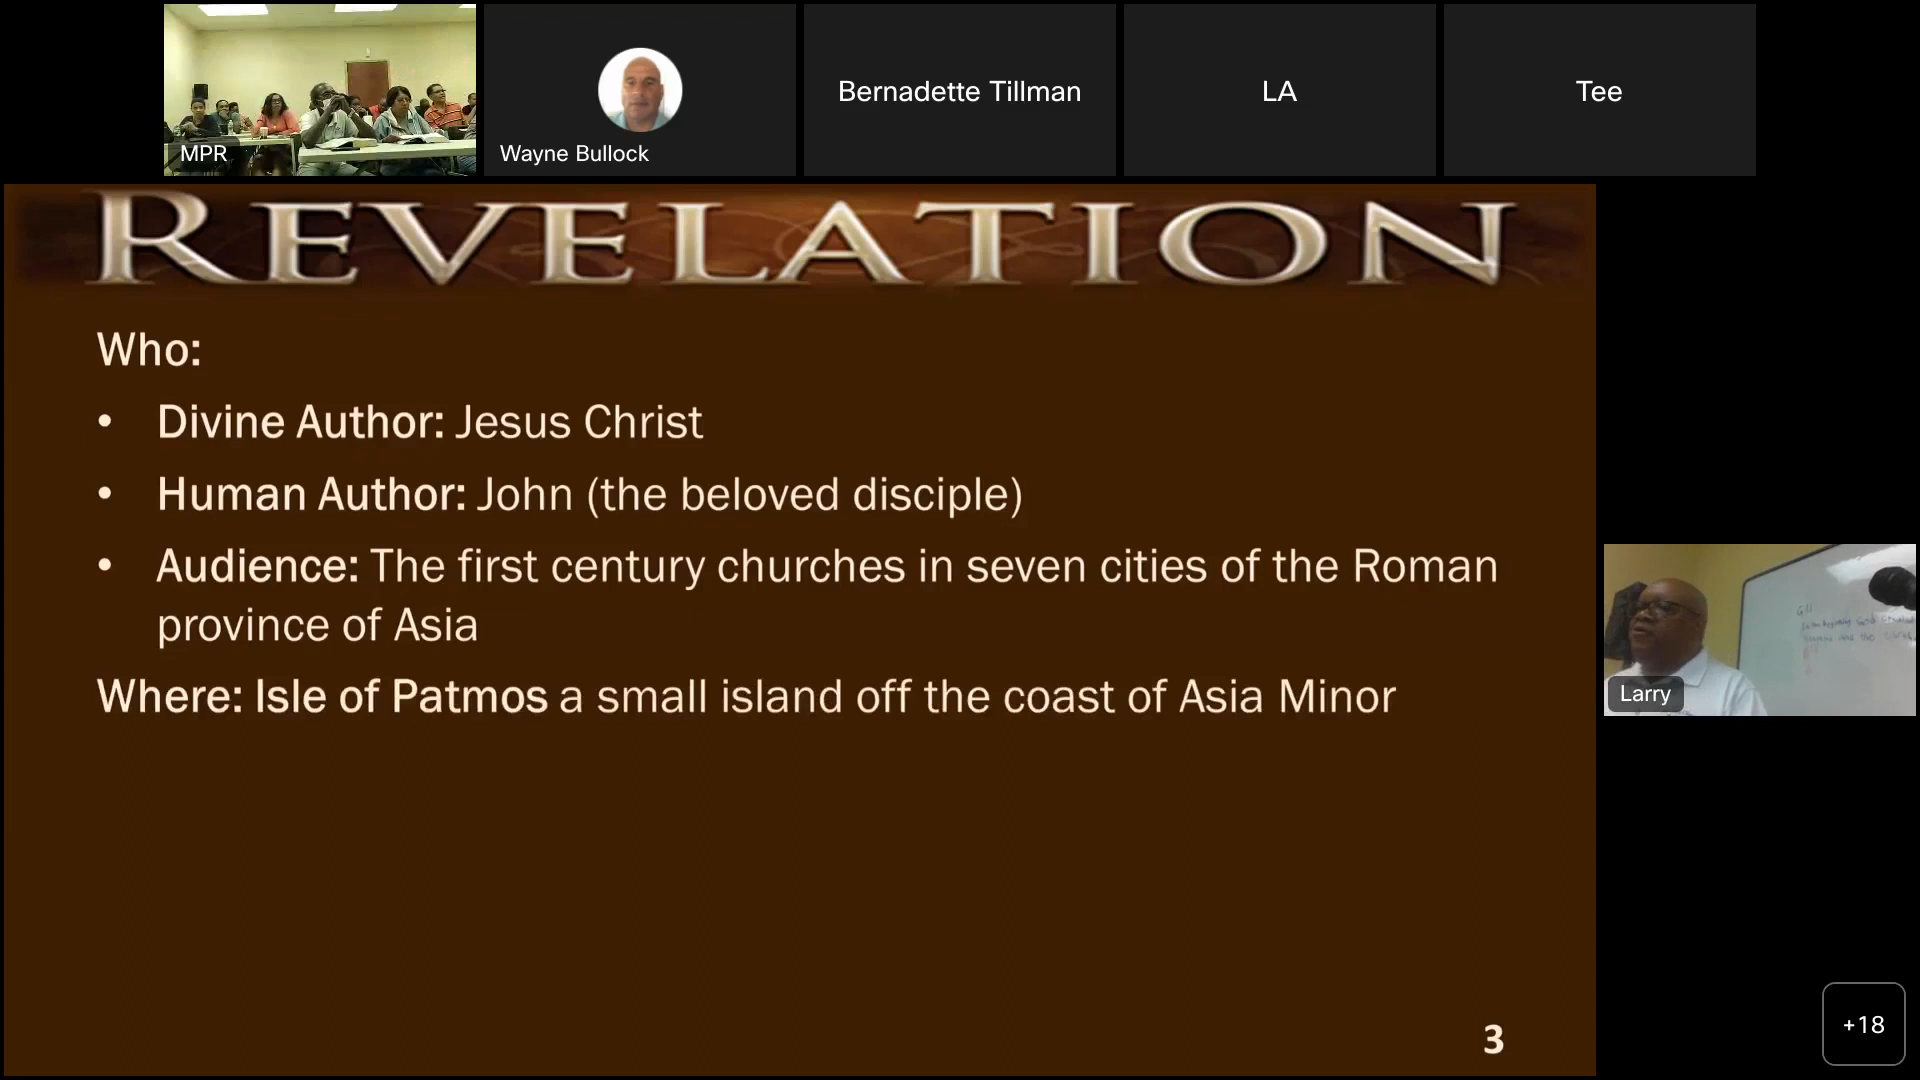 MPR
Wayne Bullock
Bernadette Tillman
LA
Tee
REVELATION
Who:
• Divine Author: Jesus Christ
• Human Author: John (the beloved disciple)
• Audience: The first century churches in seven cities of the Roman
province of Asia
Where: Isle of Patmos a small island off the coast of Asia Minor
3
Larry
+18